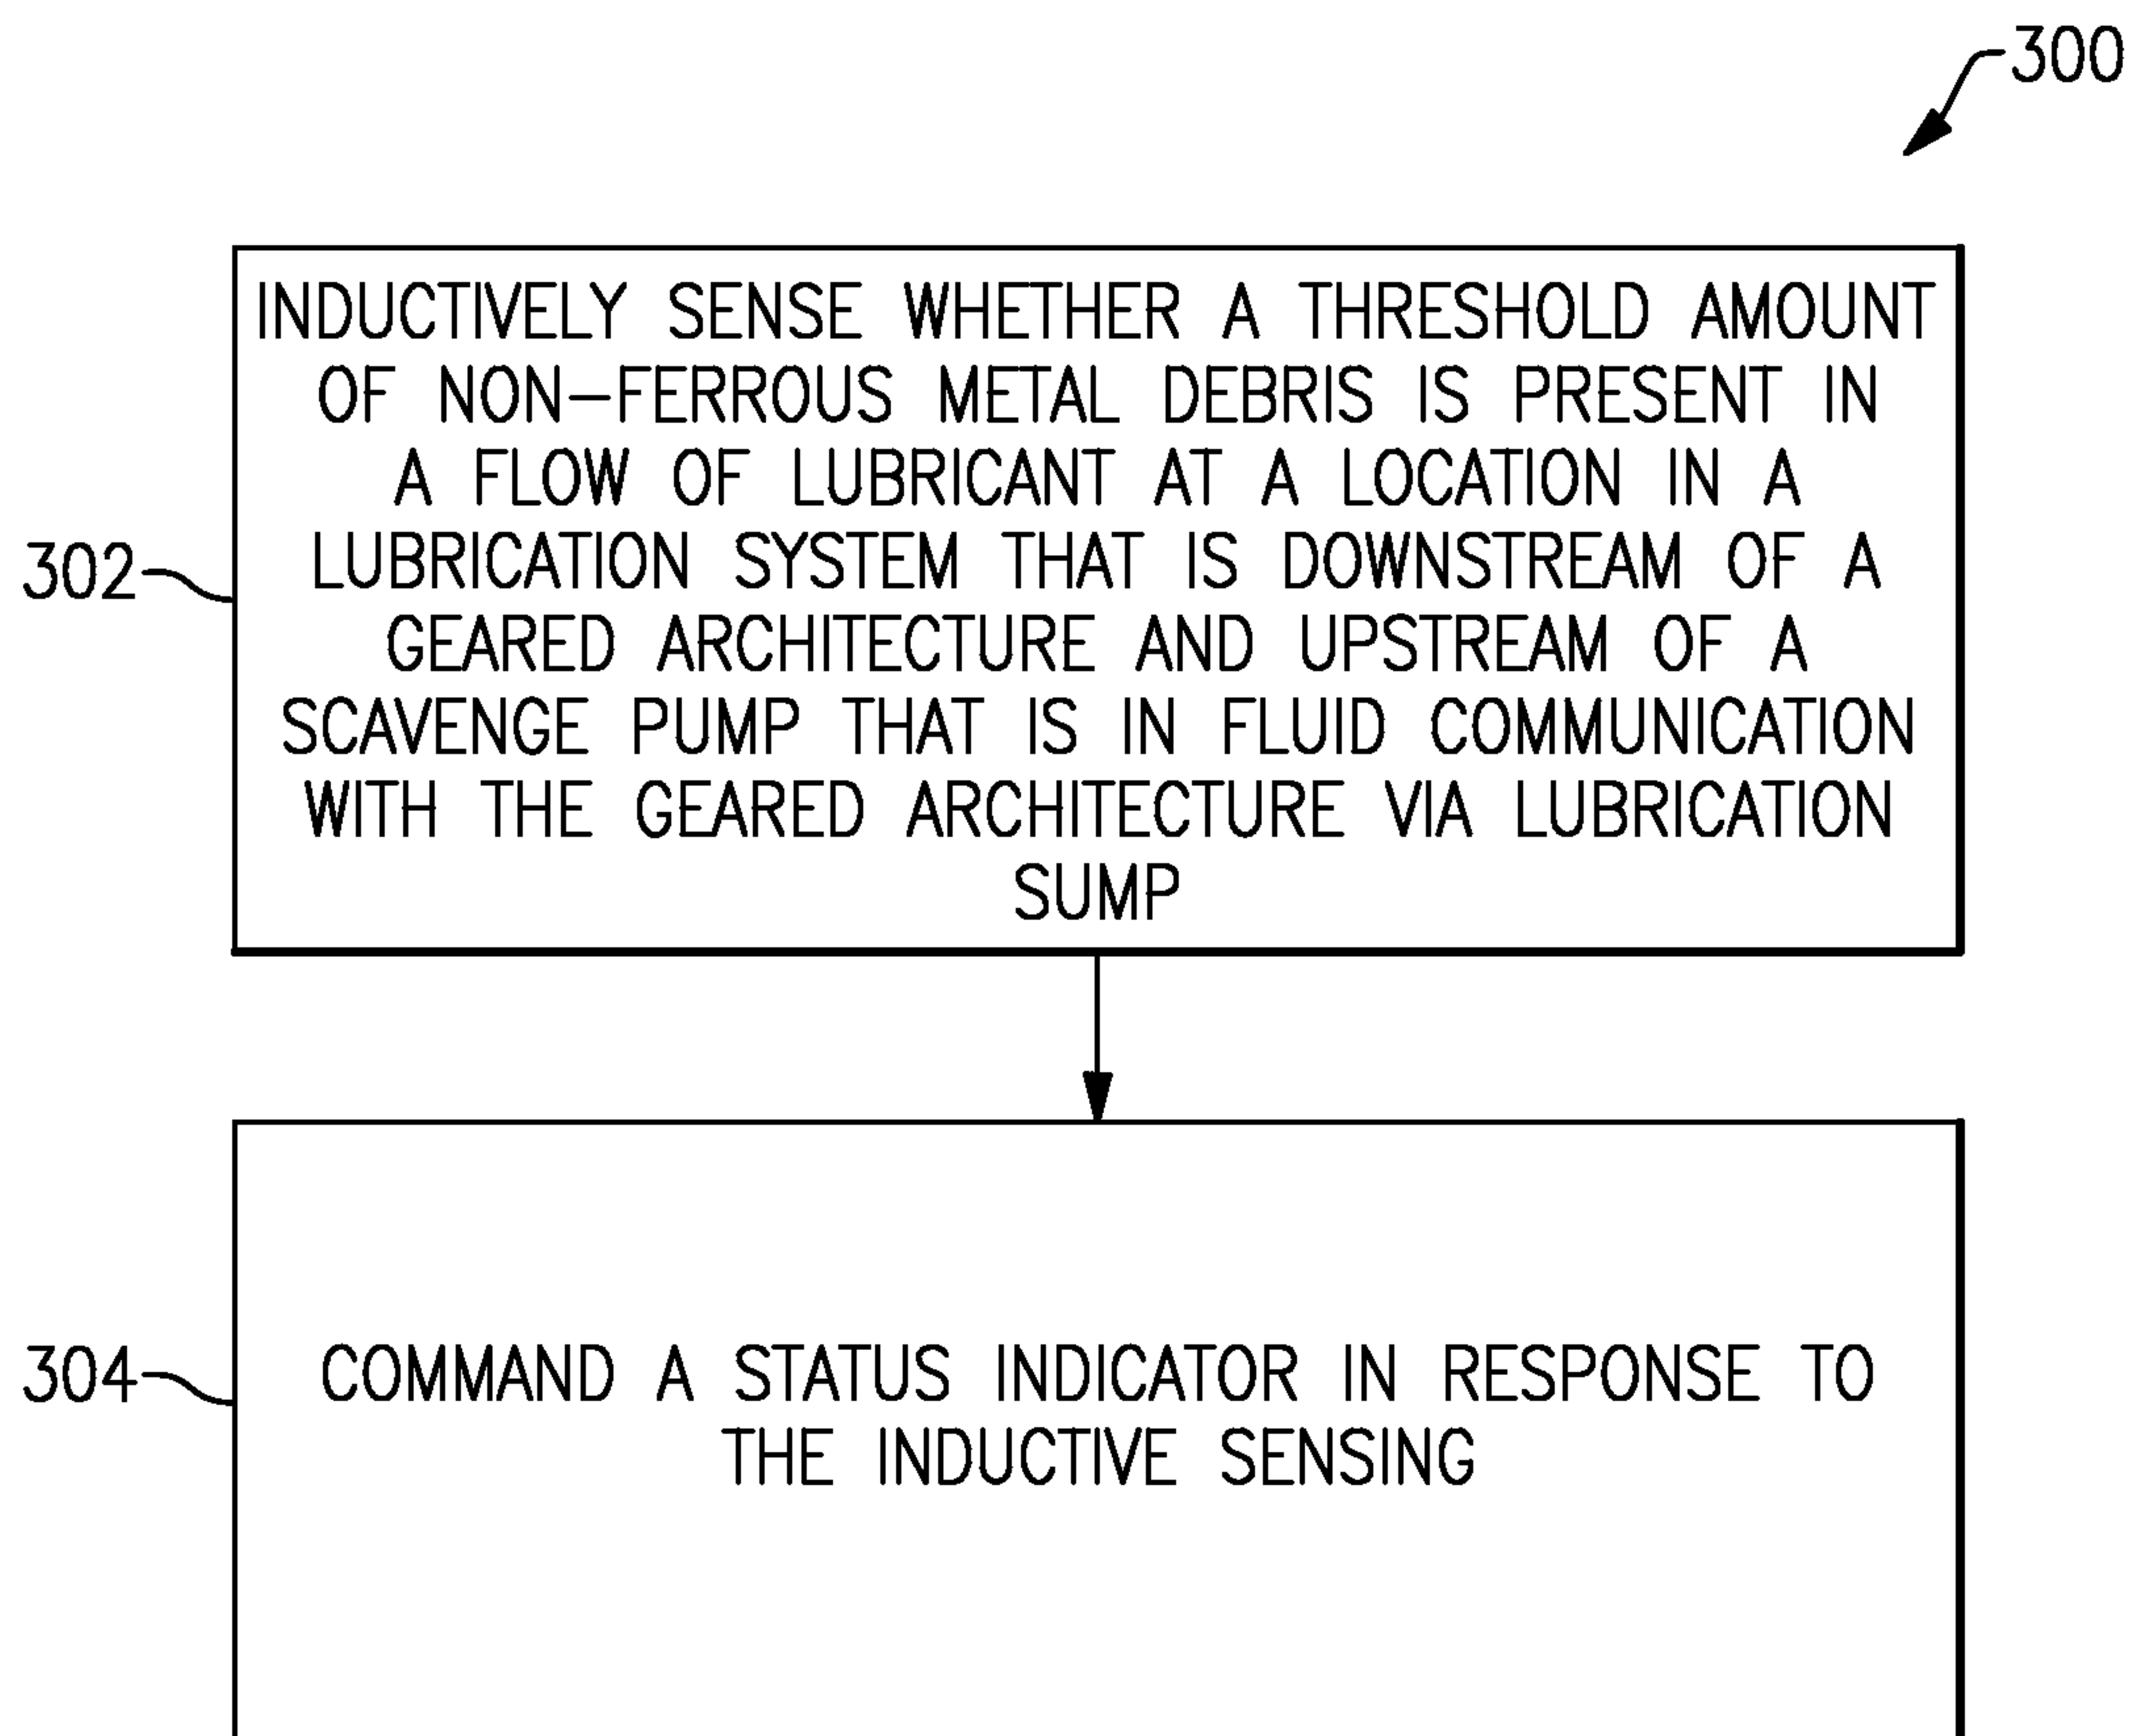 300
INDUCTIVELY SENSE WHETHER A THRESHOLD AMOUNT
OF NON-FERROUS METAL DEBRIS IS PRESENT IN
A FLOW OF LUBRICANT AT A LOCATION IN A
LUBRICATION SYSTEM THAT IS DOWNSTREAM OF A
GEARED ARCHITECTURE AND UPSTREAM OF A
SCAVENGE PUMP THAT IS IN FLUID COMMUNICATION
WITH THE GEARED ARCHITECTURE VIA LUBRICATION
SUMP
302
COMMAND A STATUS INDICATOR IN RESPONSE TO
THE INDUCTIVE SENSING
304